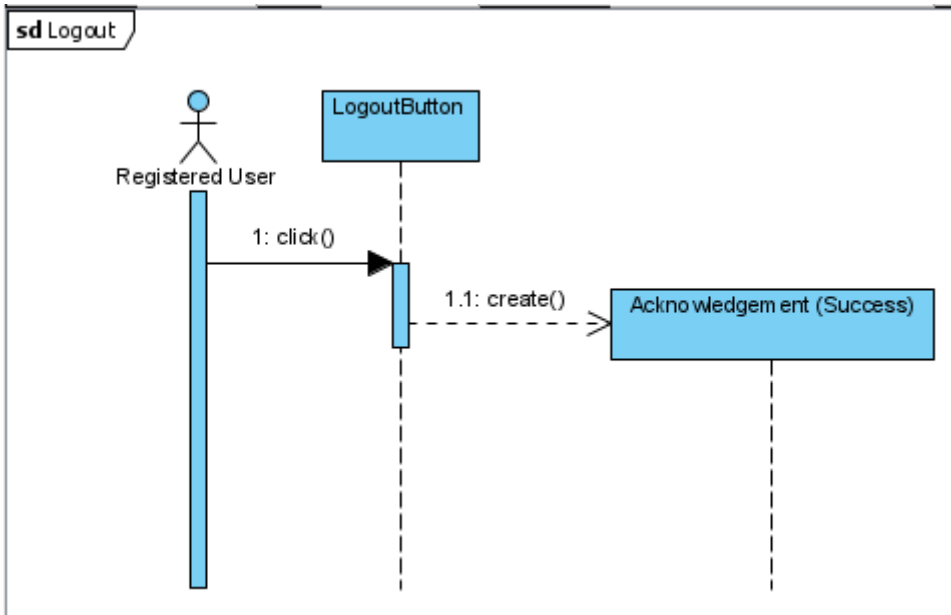 sd Logout
LogoutButton
Registered User
1: click()
1.1: create()
Acknowledgement (Success)